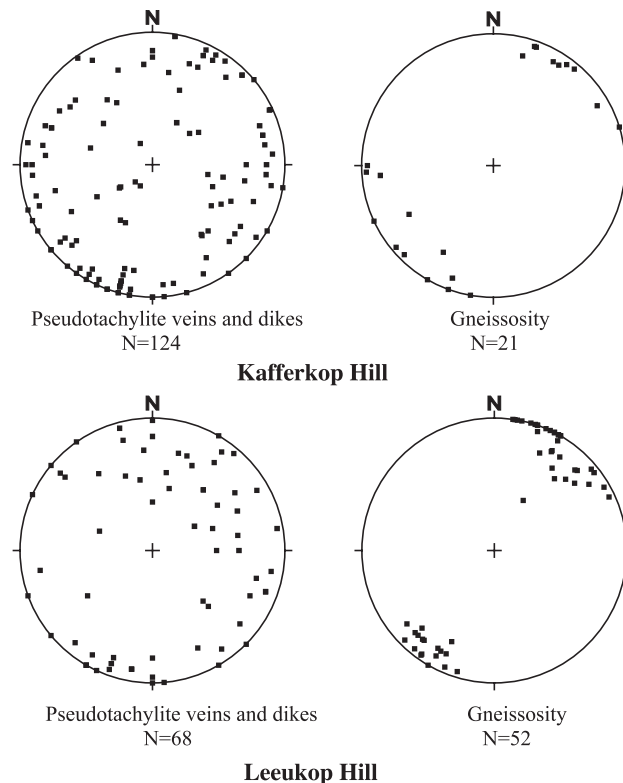 N N
Pseudotachylite veins and dikes Gneissosity
N=124 N=21
Kafferkop Hill
N N
Pseudotachylite veins and dikes Gneissosity
N=68 N=52
Leeukop Hill